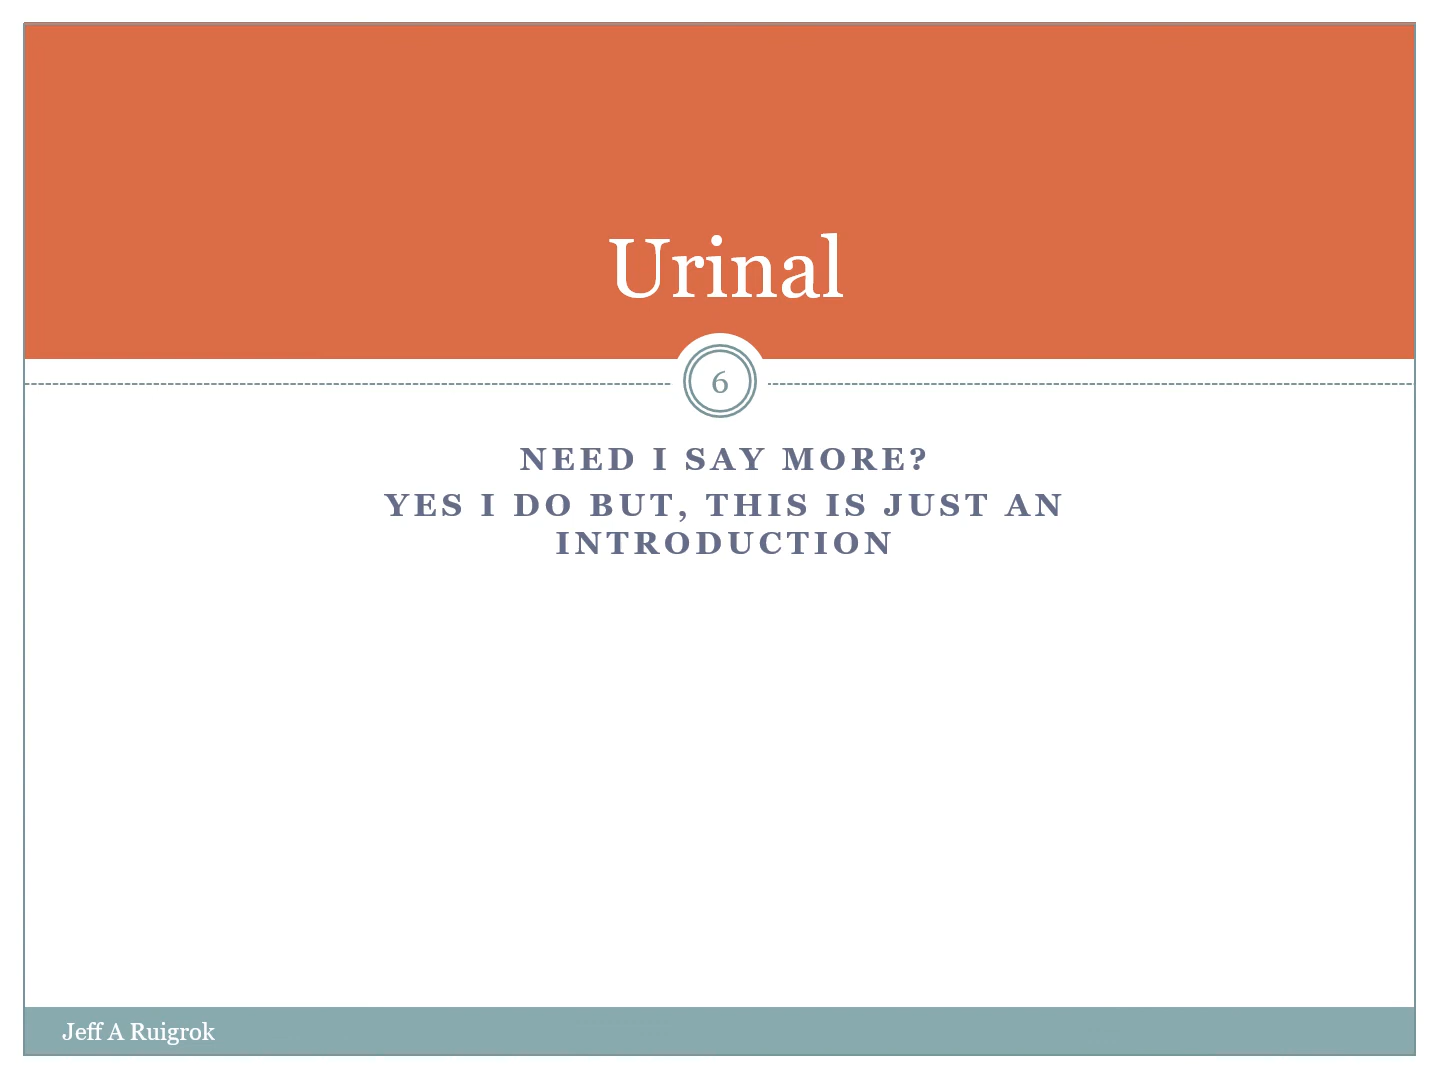 Urinal
6
NEED I SAY MORE?
YES I DO BUT, THIS IS JUST AN
INTRODUCTION
Jeff A Ruigrok